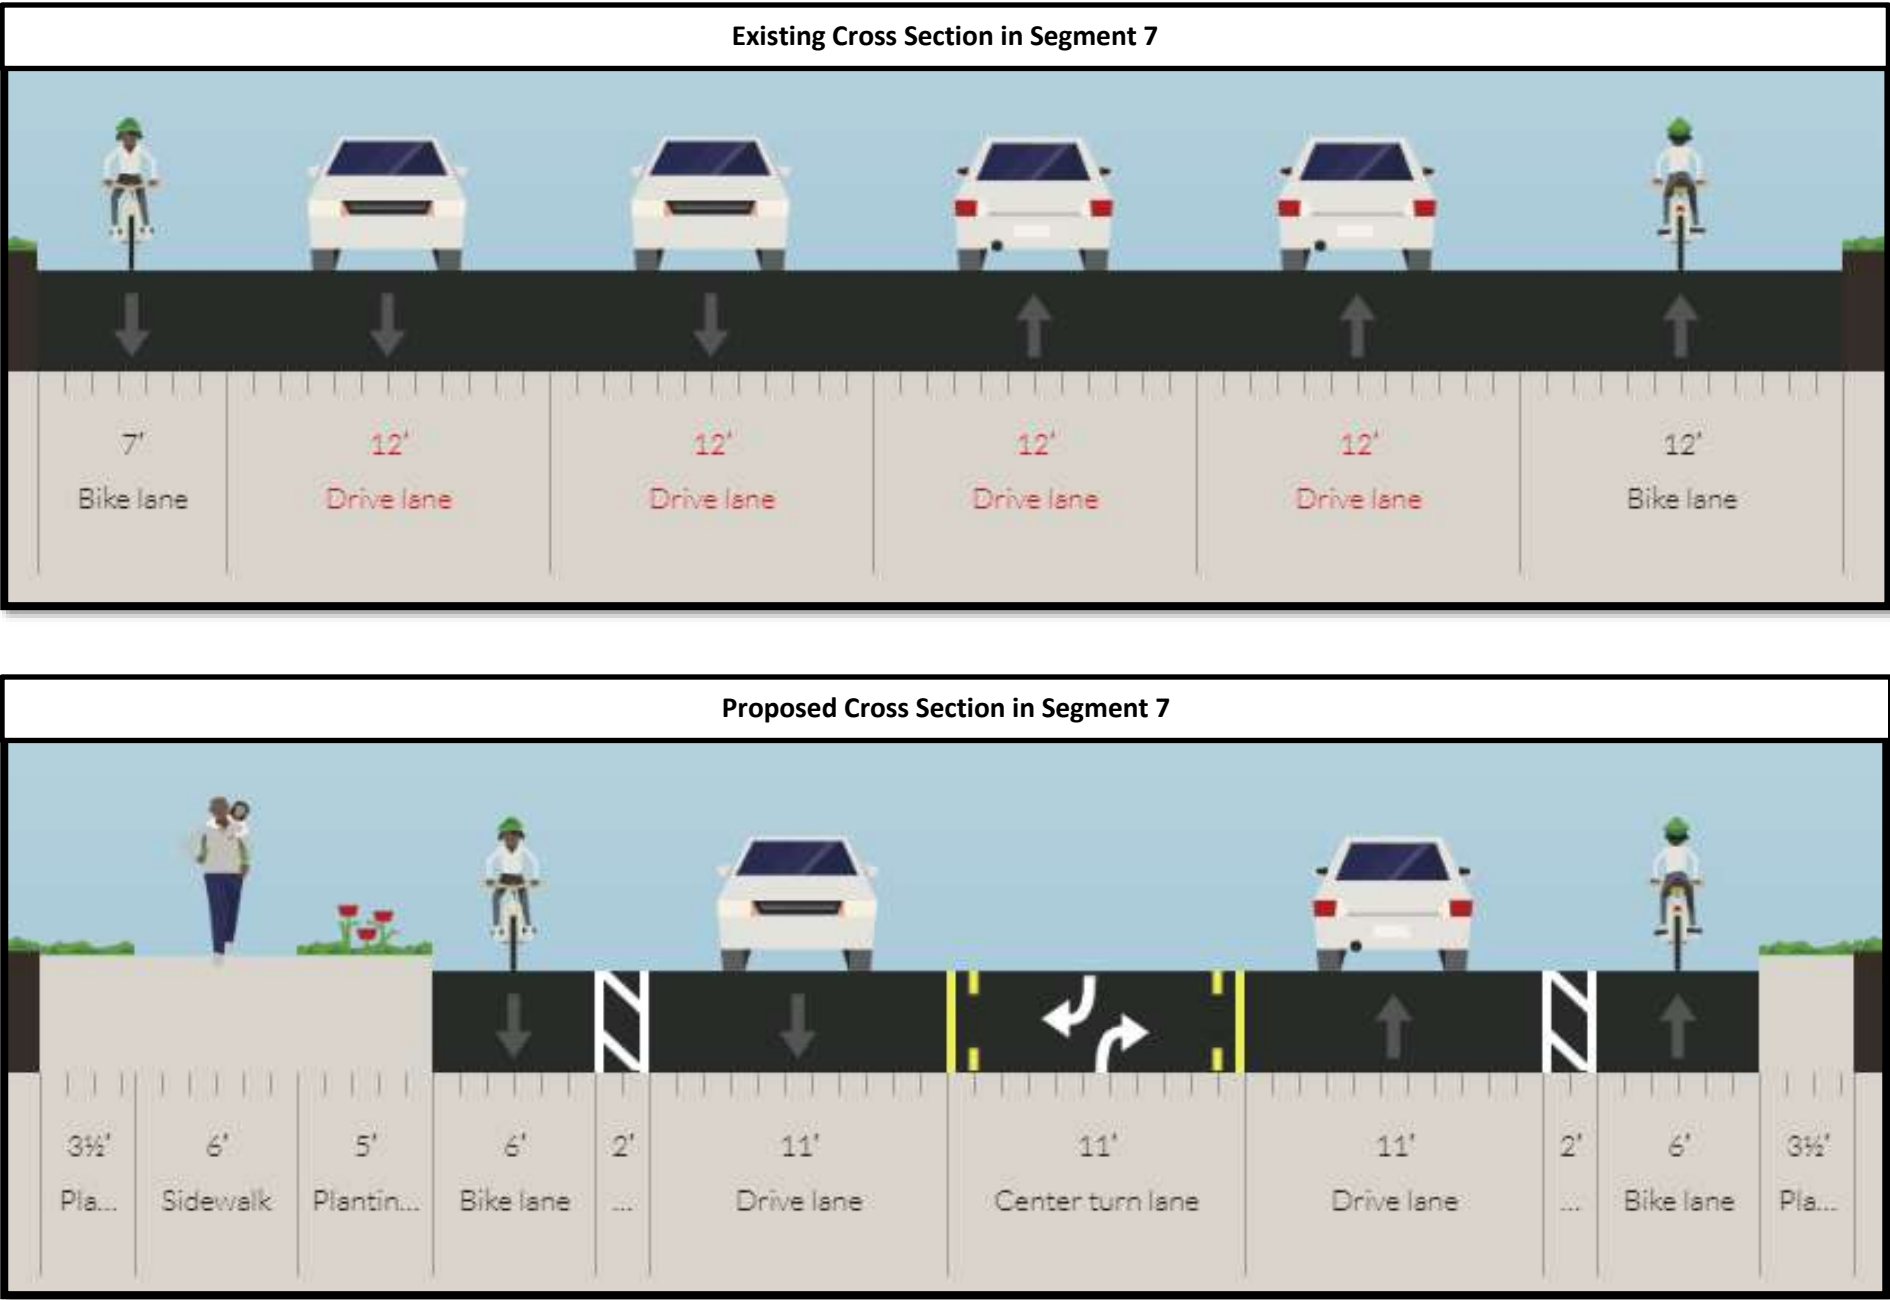 Existing Cross Section in Segment 7
7' 12' 12' 12' 12' 12'
Bike lane Drive lane Drive lane Drive lane Drive lane Bike lane
Proposed Cross Section in Segment 7
3½' 6' 5' 6' 2' 11' 11' 11' 2' 6' 3½'
Pla... Sidewalk Plantin... Bike lane ... Drive lane Center turn lane Drive lane ... Bike lane Pla...